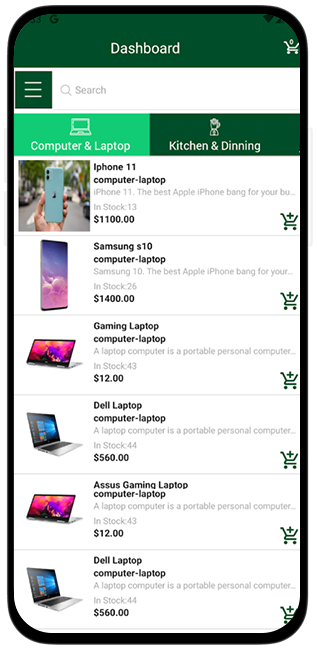 Dashboard
0
Search
Computer & Laptop
Kitchen & Dinning
Iphone 11
computer-laptop
iPhone 11. The best Apple iPhone bang for your bu...
In Stock:13
$1100.00
Samsung s10
computer-laptop
Samsung 10. The best Apple iPhone bang for your...
In Stock:26
$1400.00
Gaming Laptop
computer-laptop
A laptop computer is a portable personal computer...
In Stock:43
$12.00
Dell Laptop
computer-laptop
A laptop computer is a portable personal computer...
In Stock:44
$560.00
Assus Gaming Laptop
computer-laptop
A laptop computer is a portable personal computer...
In Stock:43
$12.00
Dell Laptop
computer-laptop
A laptop computer is a portable personal computer...
In Stock:44
$560.00